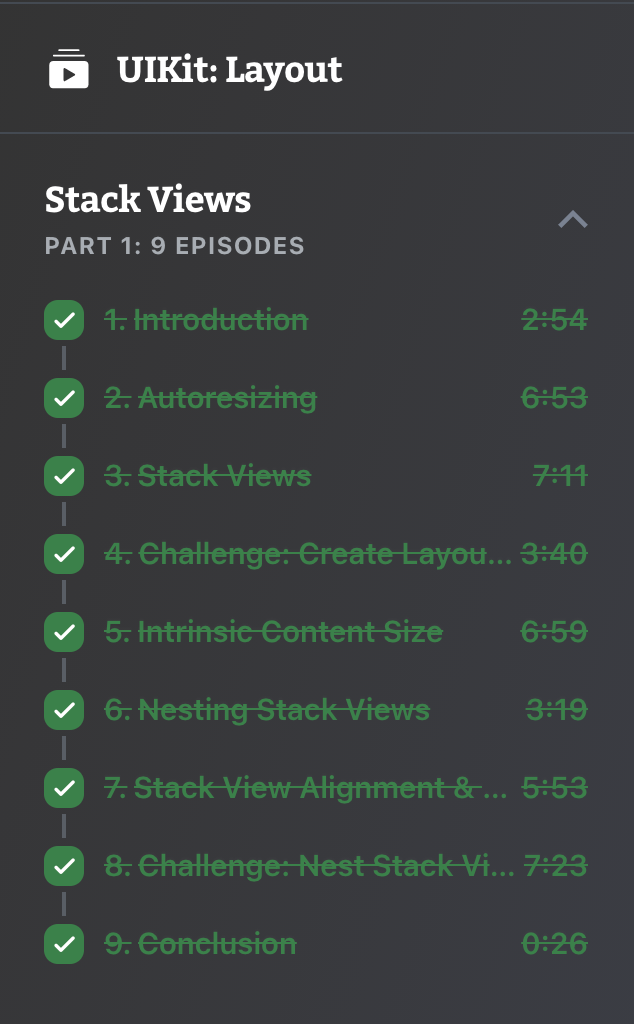 UIKit: Layout
Stack Views
PART 1: 9 EPISODES
1. Introduction 2:54
2. Autoresizing 6:53
3. Stack Views 7:11
4. Challenge: Create Layou... 3:40
5. Intrinsic Content Size 6:59
6. Nesting Stack Views 3:19
7. Stack View Alignment & ... 5:53
8. Challenge: Nest Stack Vi... 7:23
9. Conclusion 0:26